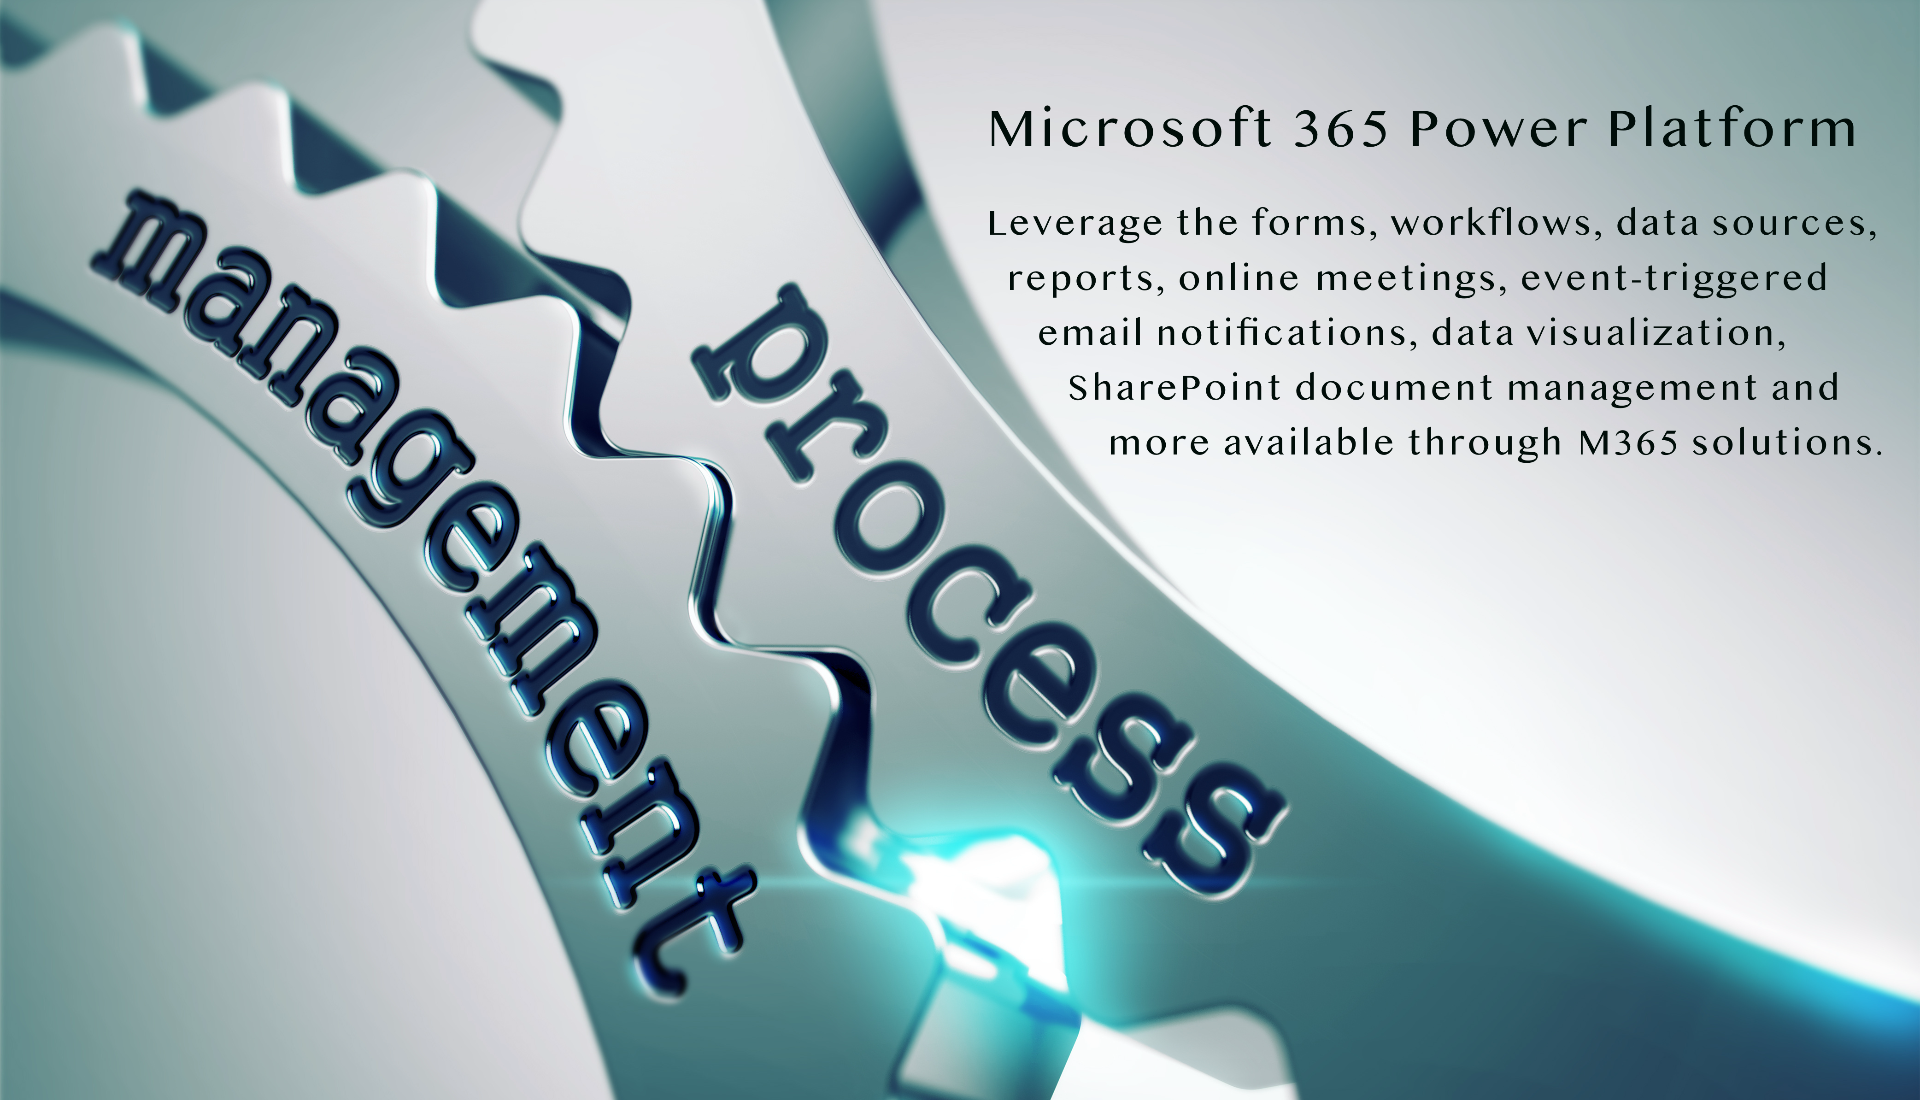 management
process
Microsoft 365 Power Platform
Leverage the forms, workflows, data sources,
reports, online meetings, event-triggered
email notifications, data visualization,
SharePoint document management and
more available through M365 solutions.